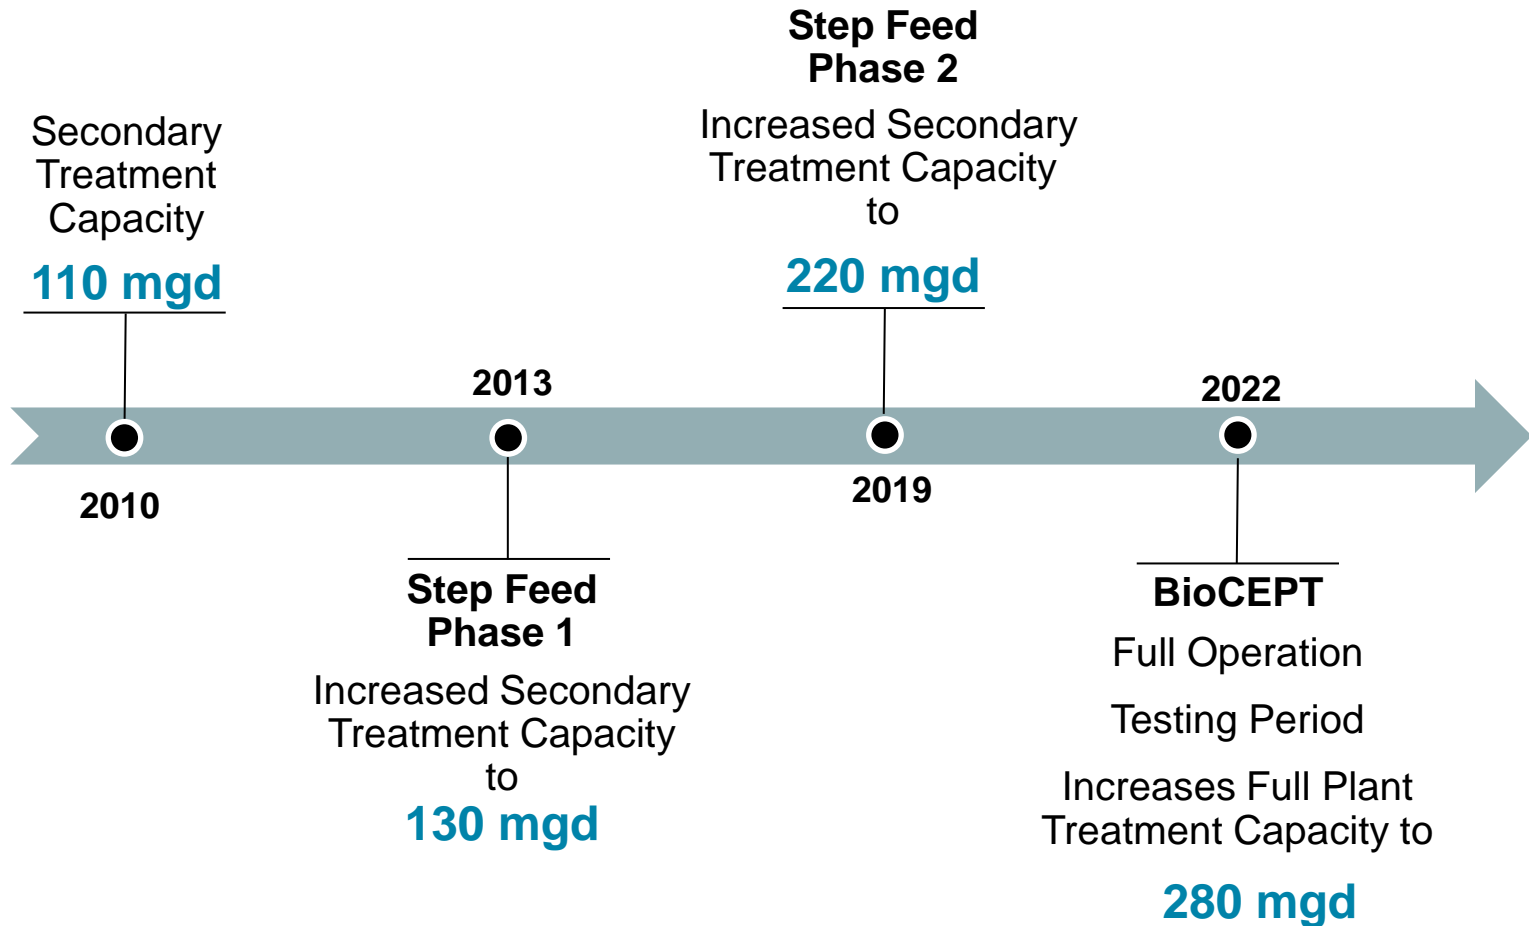 Secondary
Treatment
Capacity
110 mgd
2010
2013
Step Feed
Phase 1
Increased Secondary
Treatment Capacity
to
130 mgd
Step Feed
Phase 2
Increased Secondary
Treatment Capacity
to
220 mgd
2019
2022
BioCEPT
Full Operation
Testing Period
Increases Full Plant
Treatment Capacity to
280 mgd